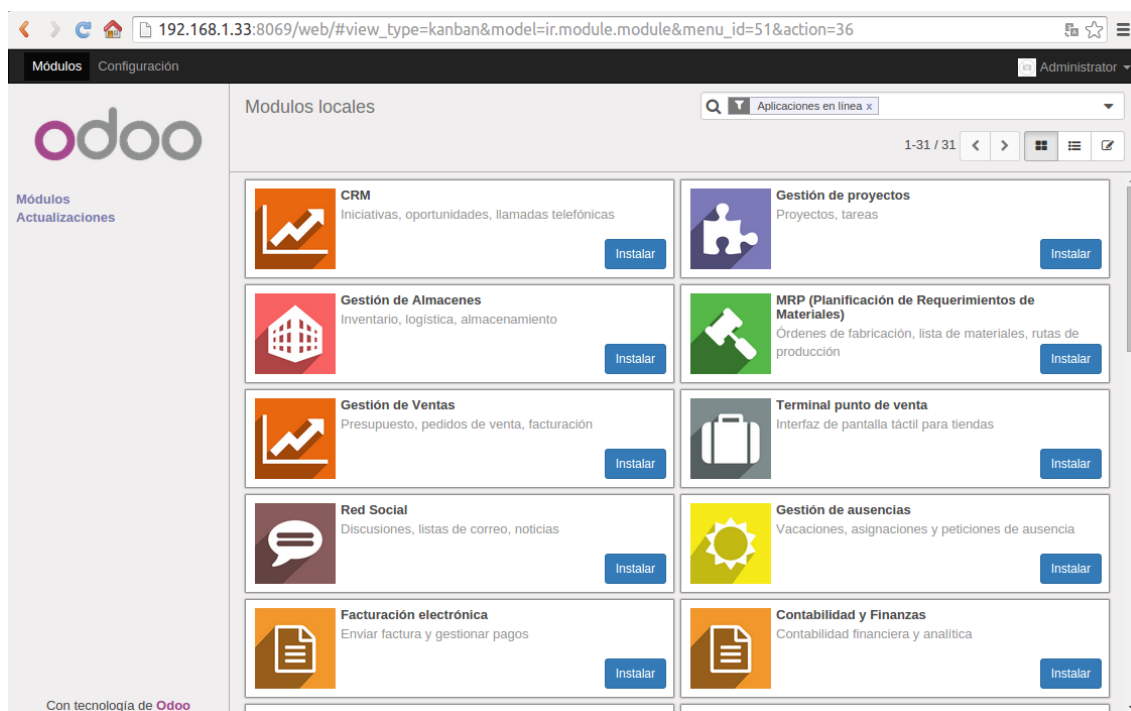 192.168.1.33:8069/web/#view_type=kanban&model=ir.module.module&menu_id=51&action=36
Módulos Configuración Administrator
odoo
Modulos locales
Aplicaciones en línea x
1-31 / 31
Módulos
Actualizaciones
CRM
Iniciativas, oportunidades, llamadas telefónicas
Instalar
Gestión de proyectos
Proyectos, tareas
Instalar
Gestión de Almacenes
Inventario, logística, almacenamiento
Instalar
MRP (Planificación de Requerimientos de
Materiales)
Órdenes de fabricación, lista de materiales, rutas de
producción
Instalar
Gestión de Ventas
Presupuesto, pedidos de venta, facturación
Instalar
Terminal punto de venta
Interfaz de pantalla táctil para tiendas
Instalar
Red Social
Discusiones, listas de correo, noticias
Instalar
Gestión de ausencias
Vacaciones, asignaciones y peticiones de ausencia
Instalar
Facturación electrónica
Enviar factura y gestionar pagos
Instalar
Contabilidad y Finanzas
Contabilidad financiera y analítica
Instalar
Con tecnología de Odoo